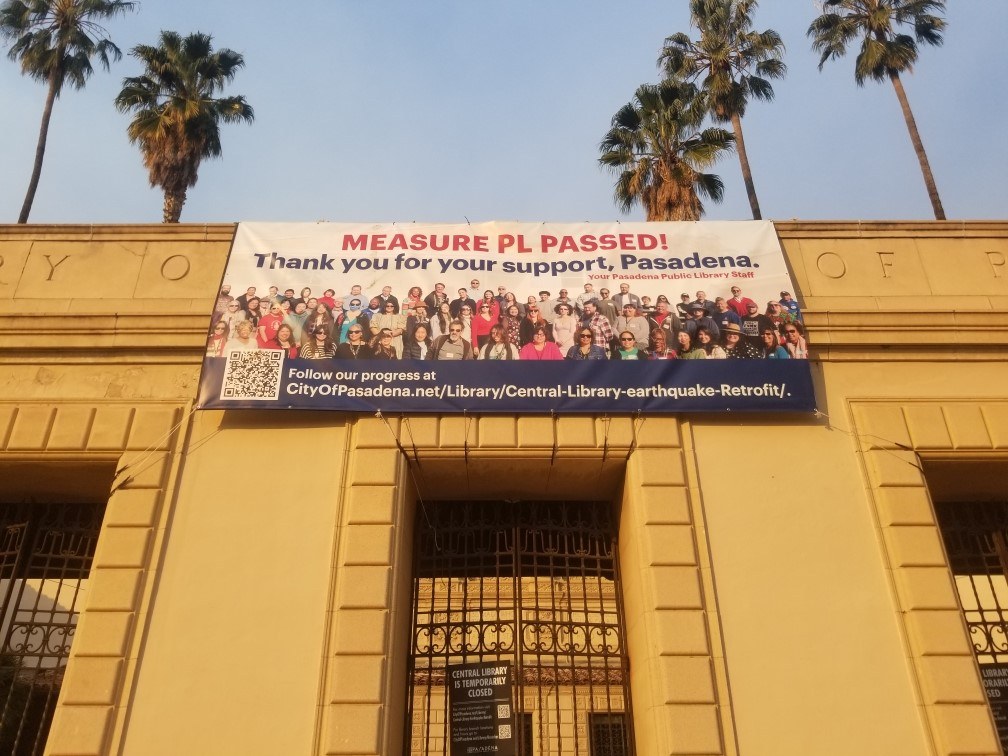 RY O OF P
MEASURE PL PASSED!
Thank you for your support, Pasadena.
your Pasadena Public Library Staff
Follow our progress at
CityOfPasadena.net/Library/Central-Library-earthquake-Retrofit/.
CENTRAL LIBRARY
IS TEMPORARILY
CLOSED
PASADENA